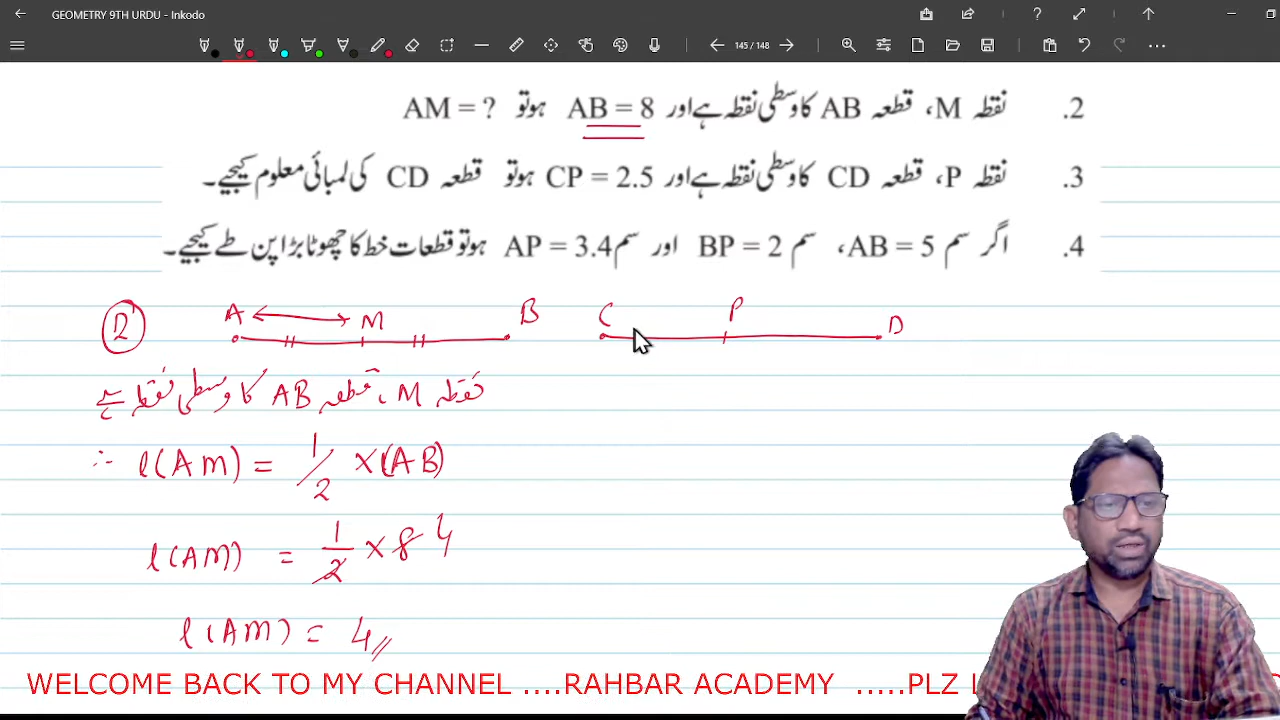 GEOMETRY 9TH URDU - Inkodo
145 / 148
2. نقطہ M، قطعہ AB کا وسطی نقطہ ہے اور AB = 8 ہو تو AM = ?
3. نقطہ P، قطعہ CD کا وسطی نقطہ ہے اور CP = 2.5 ہو تو قطعہ CD کی لمبائی معلوم کیجیے۔
4. اگر سم AB = 5، سم BP = 2 اور سم AP = 3.4 ہو تو قطعات خط کا چھوٹا بڑا پن طے کیجیے۔
2 A M B C P D
نقطہ M، قطعہ AB کا وسطی نقطہ ہے
∴ l(AM) = 1/2 × l(AB)
l(AM) = 1/2 × 8 4
l(AM) = 4
WELCOME BACK TO MY CHANNEL ....RAHBAR ACADEMY .....PLZ